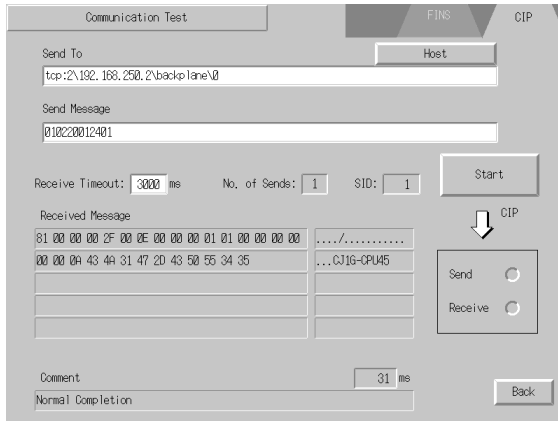 Communication Test
FINS
CIP
Send To
Host
tcp:2\192.168.250.2\backplane\0
Send Message
010220012401
Receive Timeout: 3000 ms
No. of Sends: 1
SID: 1
Start
Received Message
CIP
81 00 00 00 2F 00 0E 00 00 00 01 01 00 00 00 00 ..../...........
00 00 0A 43 4A 31 47 2D 43 50 55 34 35 ...CJ1G-CPU45
Send
Receive
Comment
31 ms
Normal Completion
Back